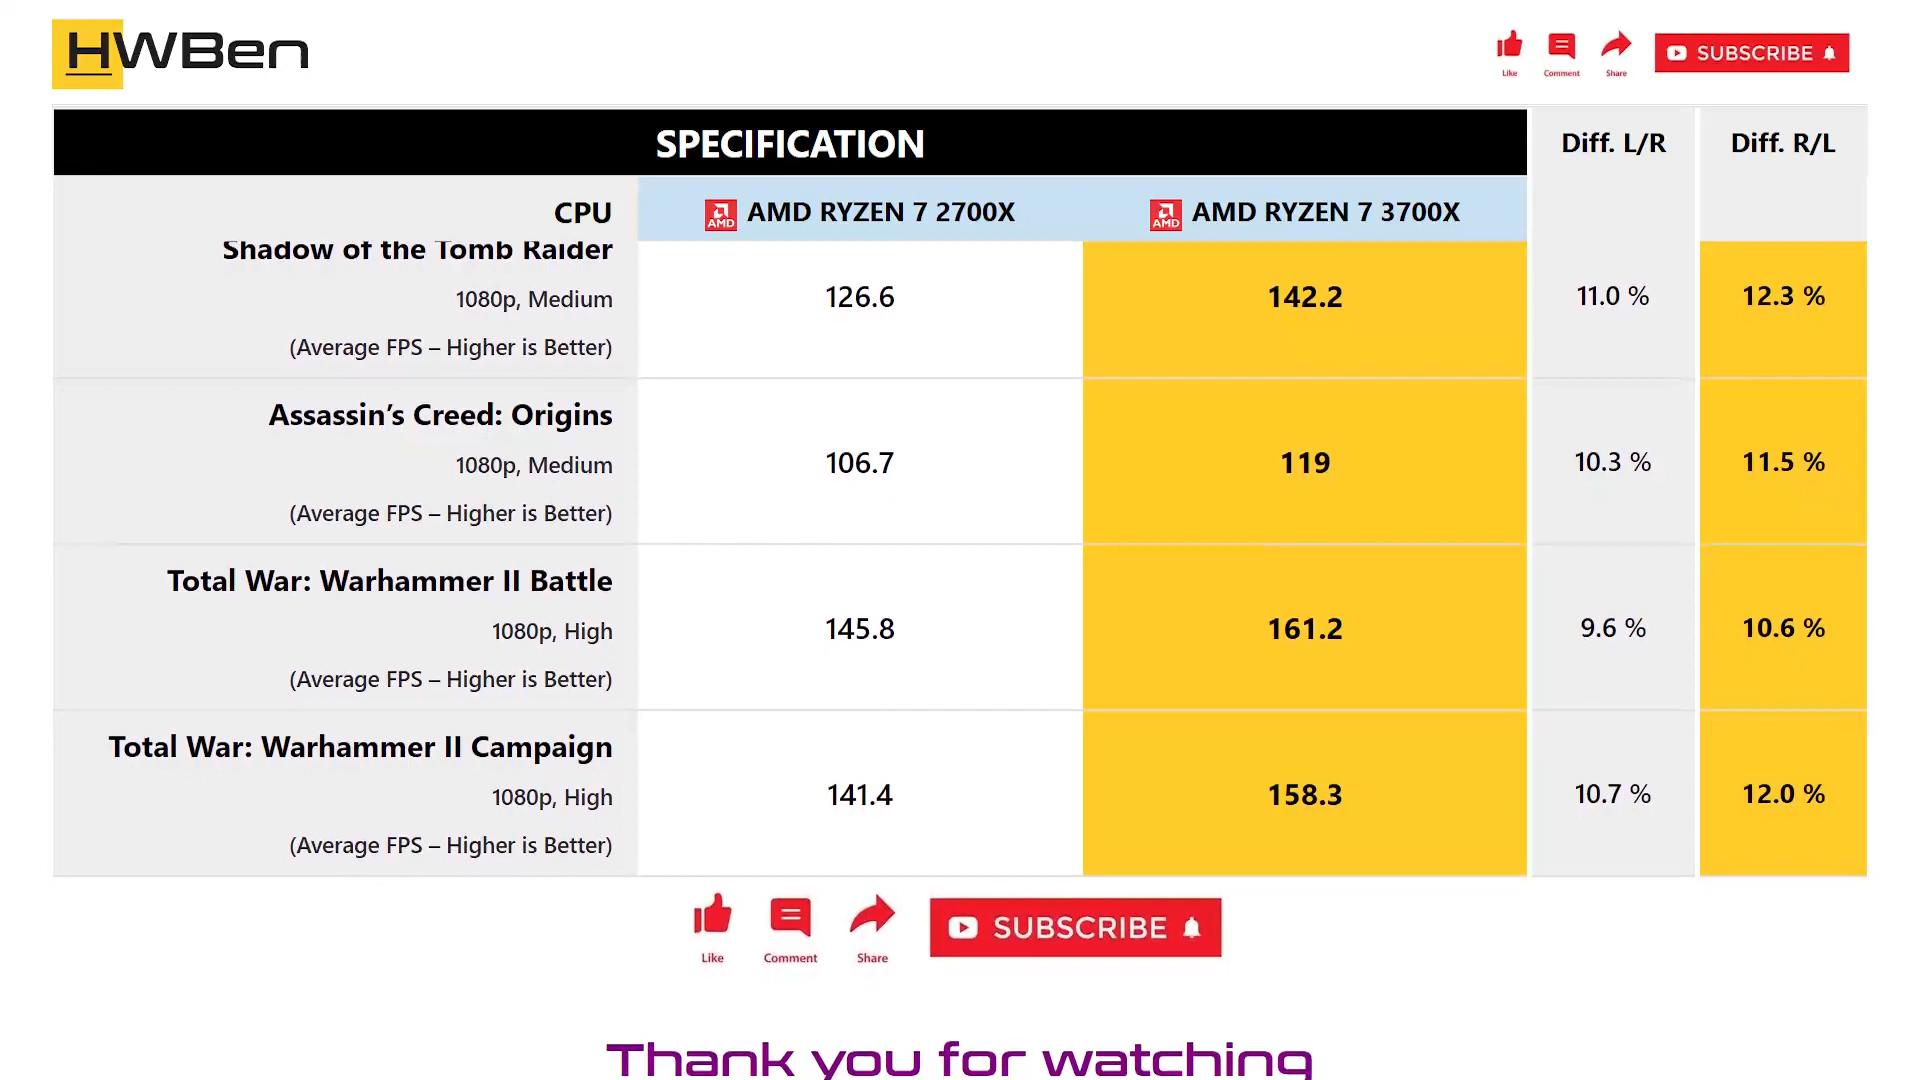 HWBen
Like Comment Share SUBSCRIBE
SPECIFICATION Diff. L/R Diff. R/L
CPU AMD AMD RYZEN 7 2700X AMD AMD RYZEN 7 3700X
Shadow of the Tomb Raider
1080p, Medium 126.6 142.2 11.0 % 12.3 %
(Average FPS – Higher is Better)
Assassin’s Creed: Origins
1080p, Medium 106.7 119 10.3 % 11.5 %
(Average FPS – Higher is Better)
Total War: Warhammer II Battle
1080p, High 145.8 161.2 9.6 % 10.6 %
(Average FPS – Higher is Better)
Total War: Warhammer II Campaign
1080p, High 141.4 158.3 10.7 % 12.0 %
(Average FPS – Higher is Better)
Like Comment Share SUBSCRIBE
Thank you for watching